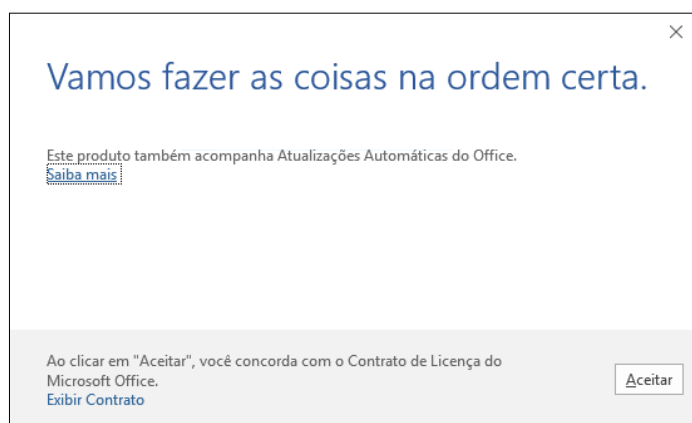 Vamos fazer as coisas na ordem certa.
Este produto também acompanha Atualizações Automáticas do Office.
Saiba mais
Ao clicar em "Aceitar", você concorda com o Contrato de Licença do
Microsoft Office.
Exibir Contrato
Aceitar